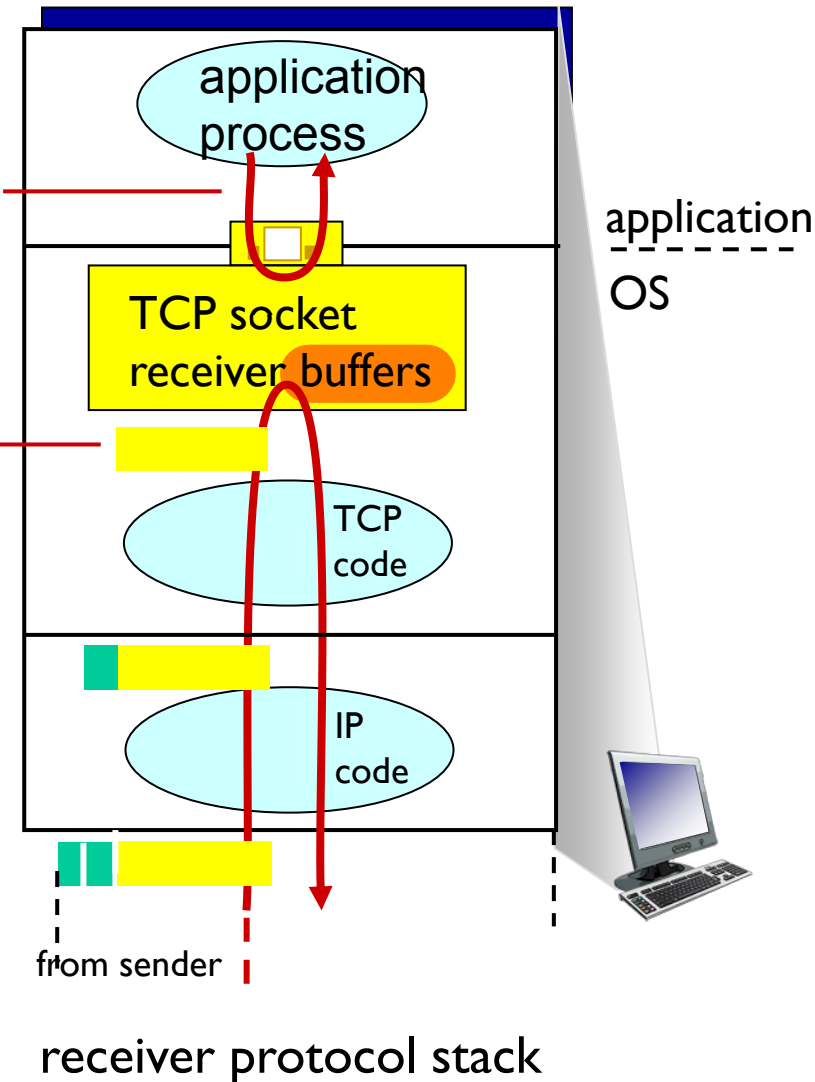 application
process
application
OS
TCP socket
receiver buffers
TCP
code
IP
code
from sender
receiver protocol stack